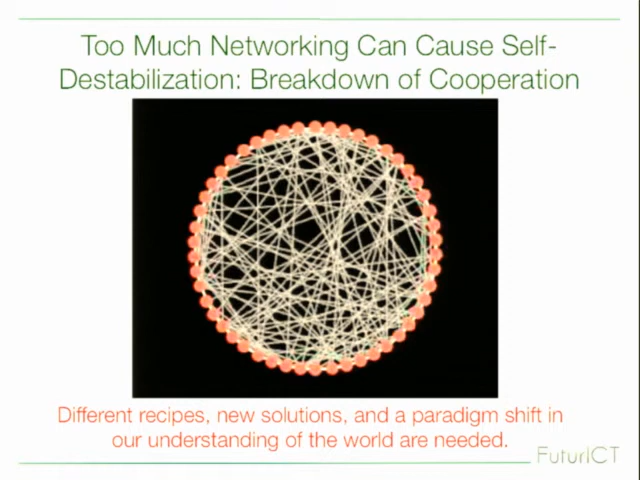 Too Much Networking Can Cause Self-
Destabilization: Breakdown of Cooperation
Different recipes, new solutions, and a paradigm shift in
our understanding of the world are needed.
FuturICT